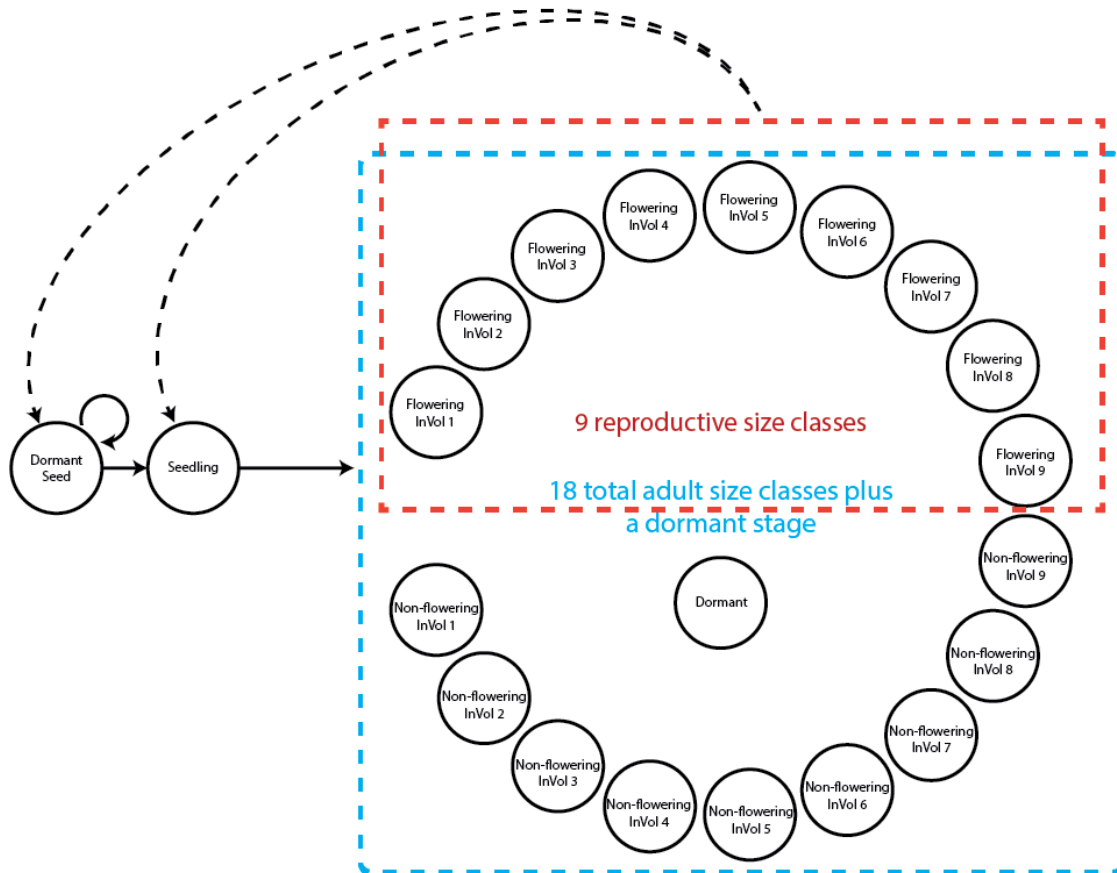 Flowering
InVol 5
Flowering
InVol 4
Flowering
InVol 6
Flowering
InVol 3
Flowering
InVol 7
Flowering
InVol 2
Flowering
InVol 8
Flowering
InVol 1
9 reproductive size classes
Flowering
InVol 9
Dormant
Seed
Seedling
18 total adult size classes plus
a dormant stage
Non-flowering
InVol 9
Dormant
Non-flowering
InVol 1
Non-flowering
InVol 8
Non-flowering
InVol 2
Non-flowering
InVol 7
Non-flowering
InVol 3
Non-flowering
InVol 6
Non-flowering
InVol 4
Non-flowering
InVol 5